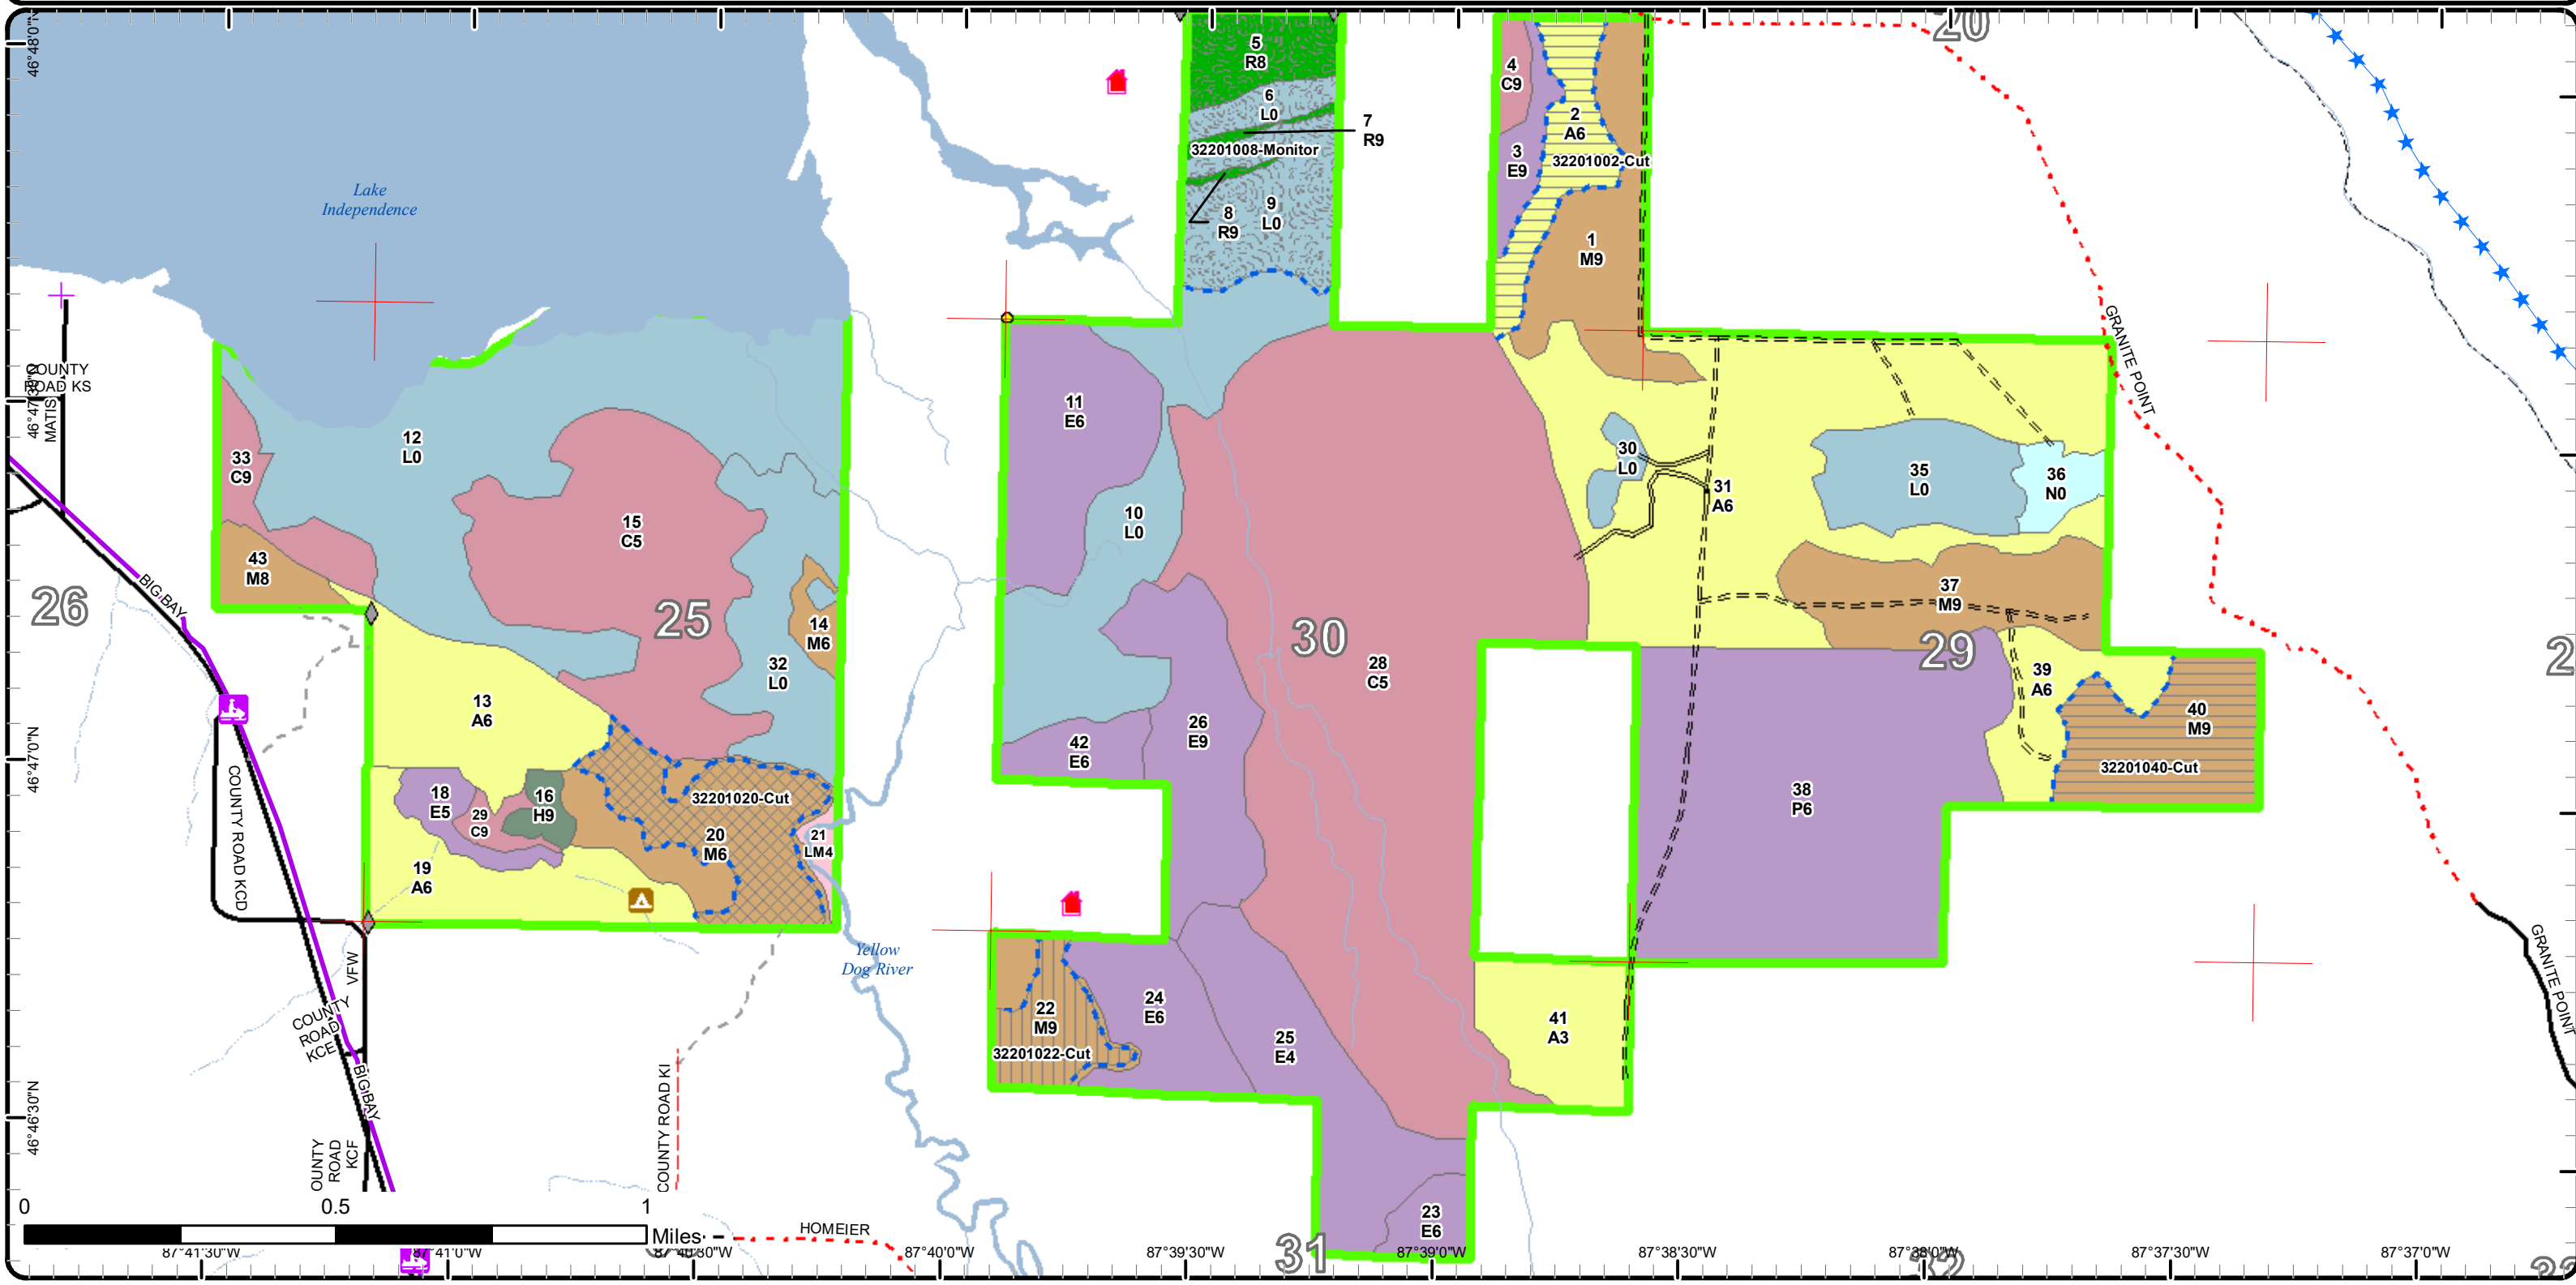 20
46°48'0"N
5
R8
6
L0
7
R9
32201008-Monitor
8
R9
9
L0
4
C9
3
E9
2
A6
32201002-Cut
1
M9
Lake
Independence
COUNTY
ROAD KS
MATIS
46°47'30"N
GRANITE POINT
33
C9
12
L0
11
E6
10
L0
15
C5
30
L0
31
A6
35
L0
36
N0
43
M8
BIG BAY
26
25
30
29
2
14
M6
32
L0
28
C5
37
M9
39
A6
40
M9
32201040-Cut
13
A6
26
E9
42
E6
38
P6
46°47'0"N
COUNTY ROAD KCD
18
E5
29
C9
16
H9
32201020-Cut
20
M6
21
LM4
19
A6
Yellow
Dog River
VFW
COUNTY
ROAD
KCE
BIG BAY
22
M9
32201022-Cut
24
E6
25
E4
41
A3
GRANITE POINT
46°46'30"N
OUNTY
ROAD
KCF
COUNTY ROAD KI
23
E6
0 0.5 1
Miles
HOMEIER
31
87°41'30"W
87°41'0"W
87°40'30"W
87°40'0"W
87°39'30"W
87°39'0"W
87°38'30"W
87°38'0"W
87°37'30"W
87°37'0"W